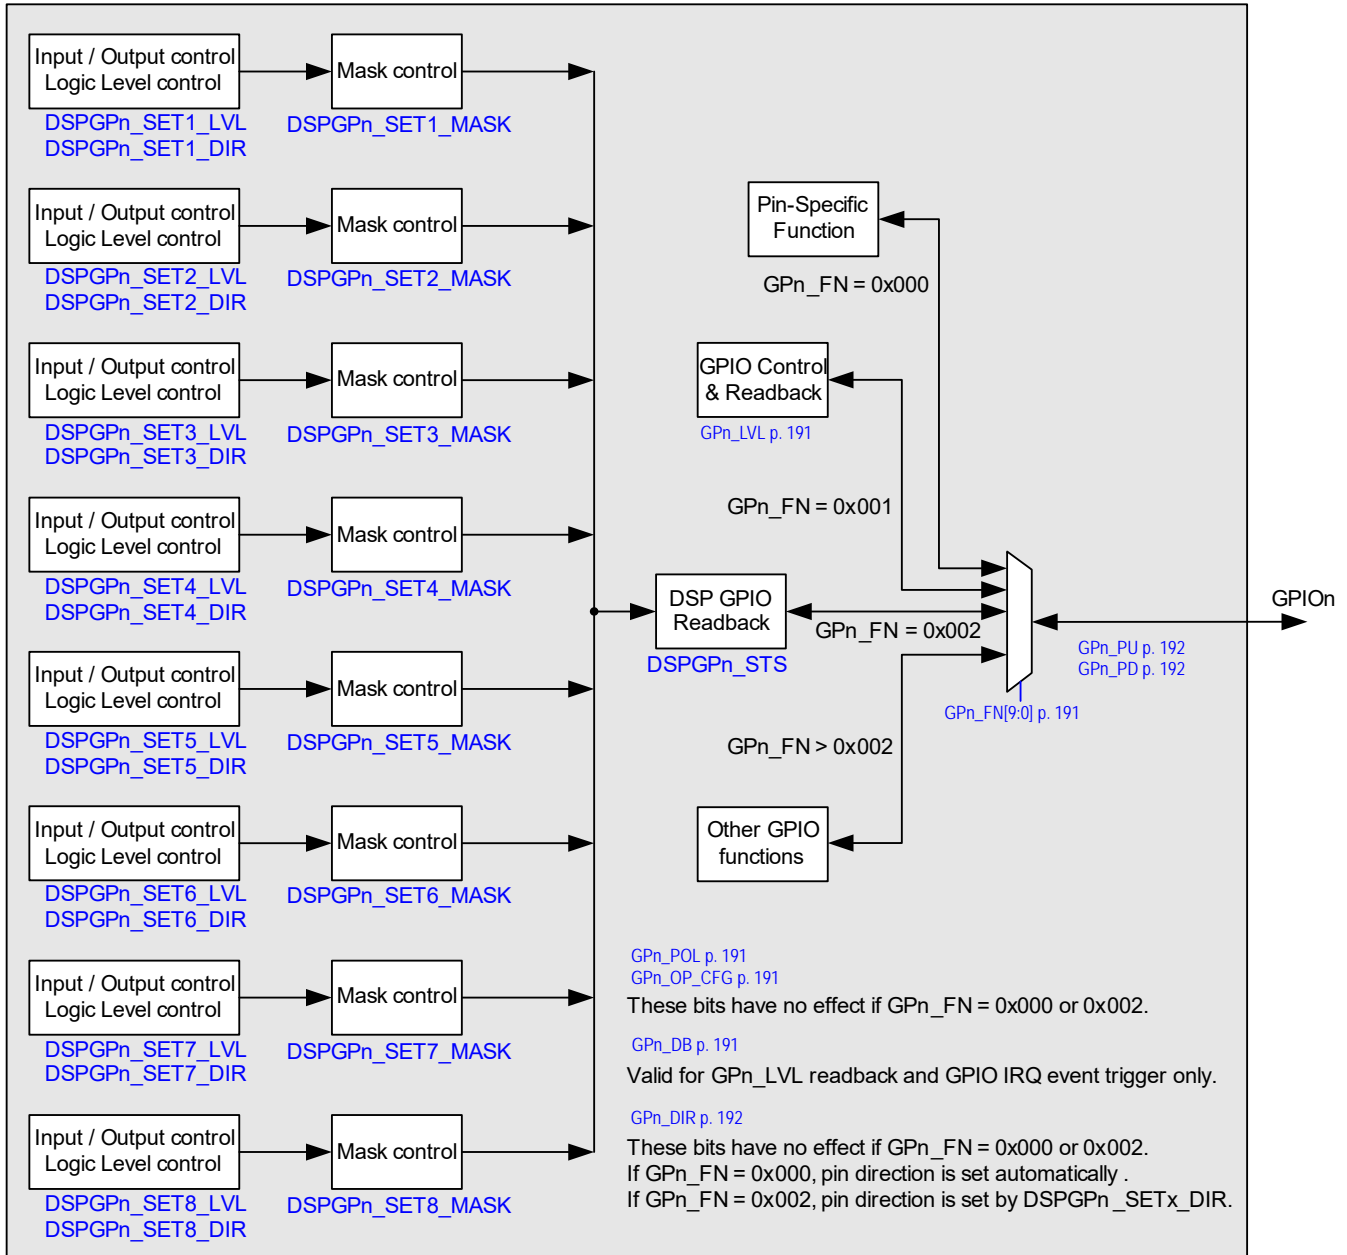 Input / Output control
Logic Level control
DSPGPn_SET1_LVL
DSPGPn_SET1_DIR
Mask control
DSPGPn_SET1_MASK
Input / Output control
Logic Level control
DSPGPn_SET2_LVL
DSPGPn_SET2_DIR
Mask control
DSPGPn_SET2_MASK
Input / Output control
Logic Level control
DSPGPn_SET3_LVL
DSPGPn_SET3_DIR
Mask control
DSPGPn_SET3_MASK
Input / Output control
Logic Level control
DSPGPn_SET4_LVL
DSPGPn_SET4_DIR
Mask control
DSPGPn_SET4_MASK
Input / Output control
Logic Level control
DSPGPn_SET5_LVL
DSPGPn_SET5_DIR
Mask control
DSPGPn_SET5_MASK
Input / Output control
Logic Level control
DSPGPn_SET6_LVL
DSPGPn_SET6_DIR
Mask control
DSPGPn_SET6_MASK
Input / Output control
Logic Level control
DSPGPn_SET7_LVL
DSPGPn_SET7_DIR
Mask control
DSPGPn_SET7_MASK
Input / Output control
Logic Level control
DSPGPn_SET8_LVL
DSPGPn_SET8_DIR
Mask control
DSPGPn_SET8_MASK
Pin-Specific
Function
GPn_FN = 0x000
GPIO Control
& Readback
GPn_LVL p. 191
GPn_FN = 0x001
DSP GPIO
Readback
DSPGPn_STS
GPn_FN = 0x002
GPn_FN > 0x002
Other GPIO
functions
GPn_FN[9:0] p. 191
GPn_PU p. 192
GPn_PD p. 192
GPIOn
GPn_POL p. 191
GPn_OP_CFG p. 191
These bits have no effect if GPn_FN = 0x000 or 0x002.
GPn_DB p. 191
Valid for GPn_LVL readback and GPIO IRQ event trigger only.
GPn_DIR p. 192
These bits have no effect if GPn_FN = 0x000 or 0x002.
If GPn_FN = 0x000, pin direction is set automatically .
If GPn_FN = 0x002, pin direction is set by DSPGPn_SETx_DIR.